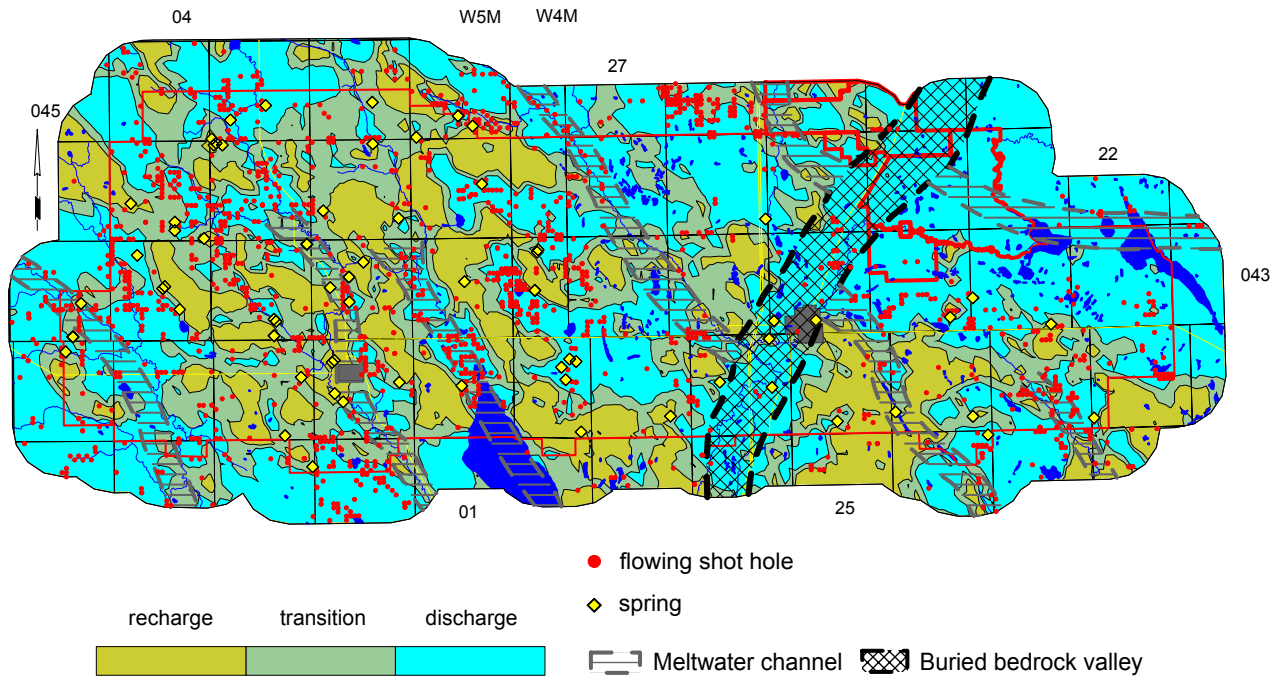 04
W5M
W4M
27
045
22
043
01
25
flowing shot hole
spring
recharge
transition
discharge
Meltwater channel
Buried bedrock valley